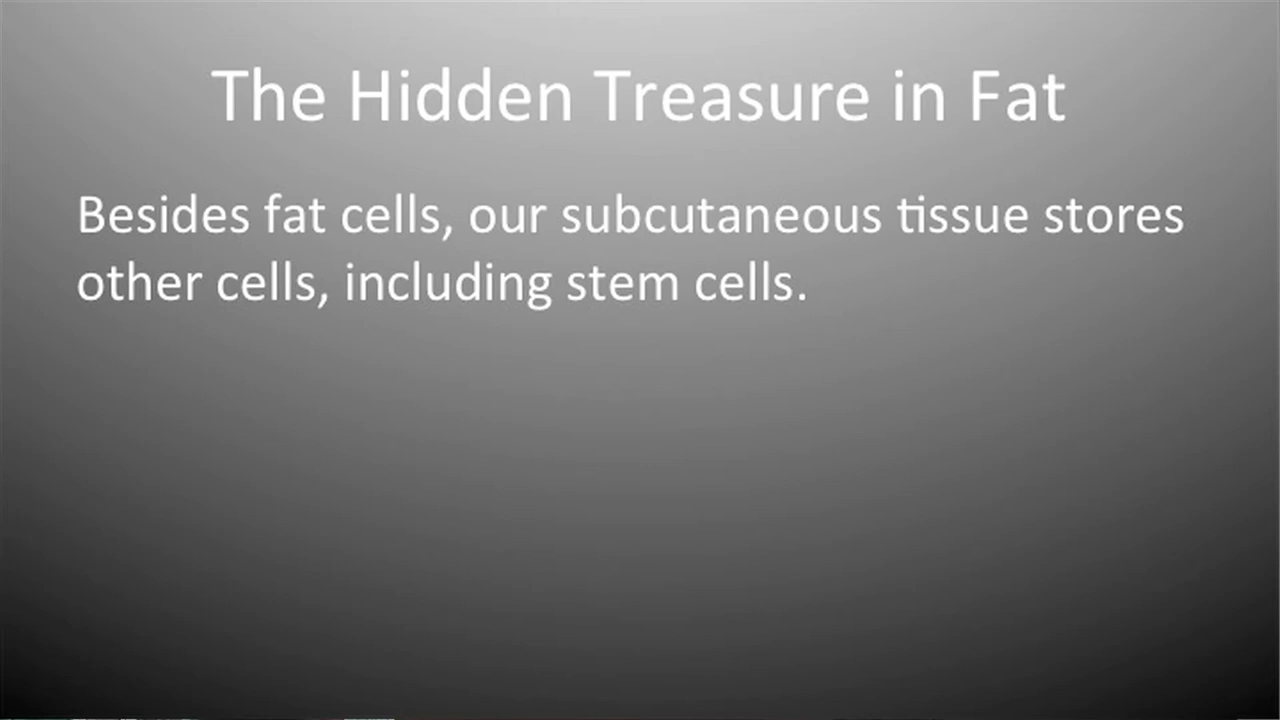 The Hidden Treasure in Fat
Besides fat cells, our subcutaneous tissue stores
other cells, including stem cells.